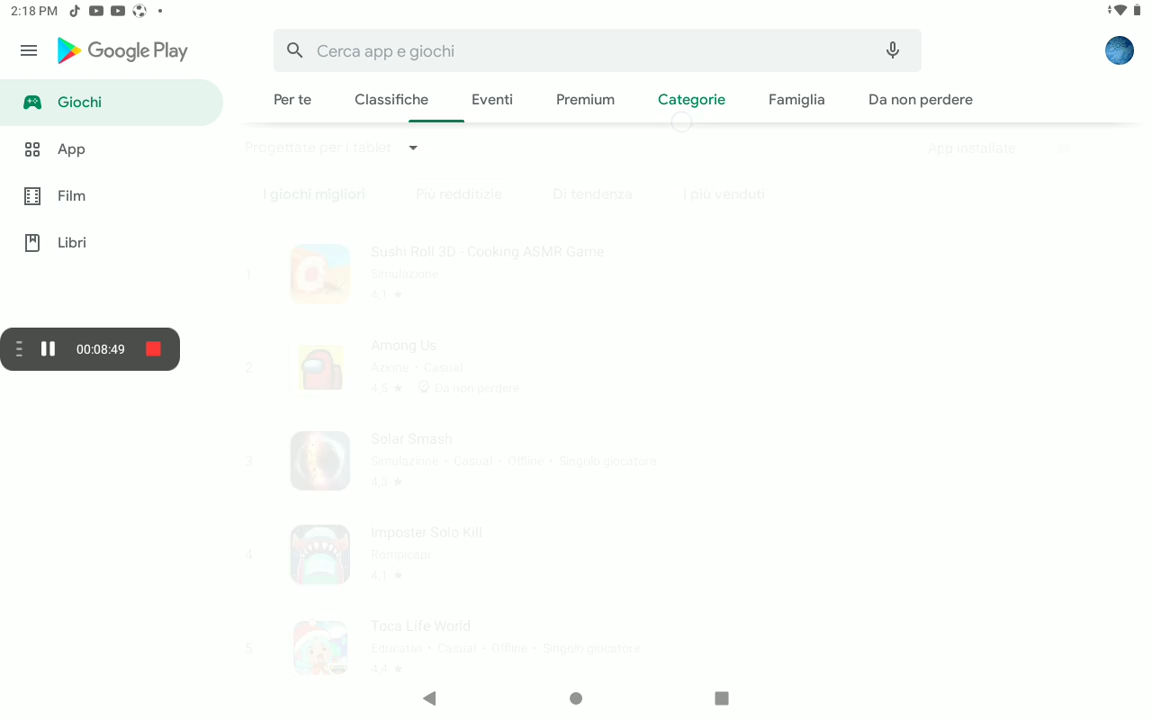 2:18 PM
Google Play
Cerca app e giochi
Giochi
App
Film
Libri
Per te
Classifiche
Eventi
Premium
Categorie
Famiglia
Da non perdere
Progettate per i tablet
App installate
I giochi migliori
Più redditizie
Di tendenza
I più venduti
1
Sushi Roll 3D - Cooking ASMR Game
Simulazione
4,1 ★
2
Among Us
Azione • Casual
4,5 ★ Da non perdere
3
Solar Smash
Simulazione • Casual • Offline • Singolo giocatore
4,3 ★
4
Imposter Solo Kill
Rompicapi
4,1 ★
5
Toca Life World
Educativi • Casual • Offline • Singolo giocatore
4,4 ★
00:08:49